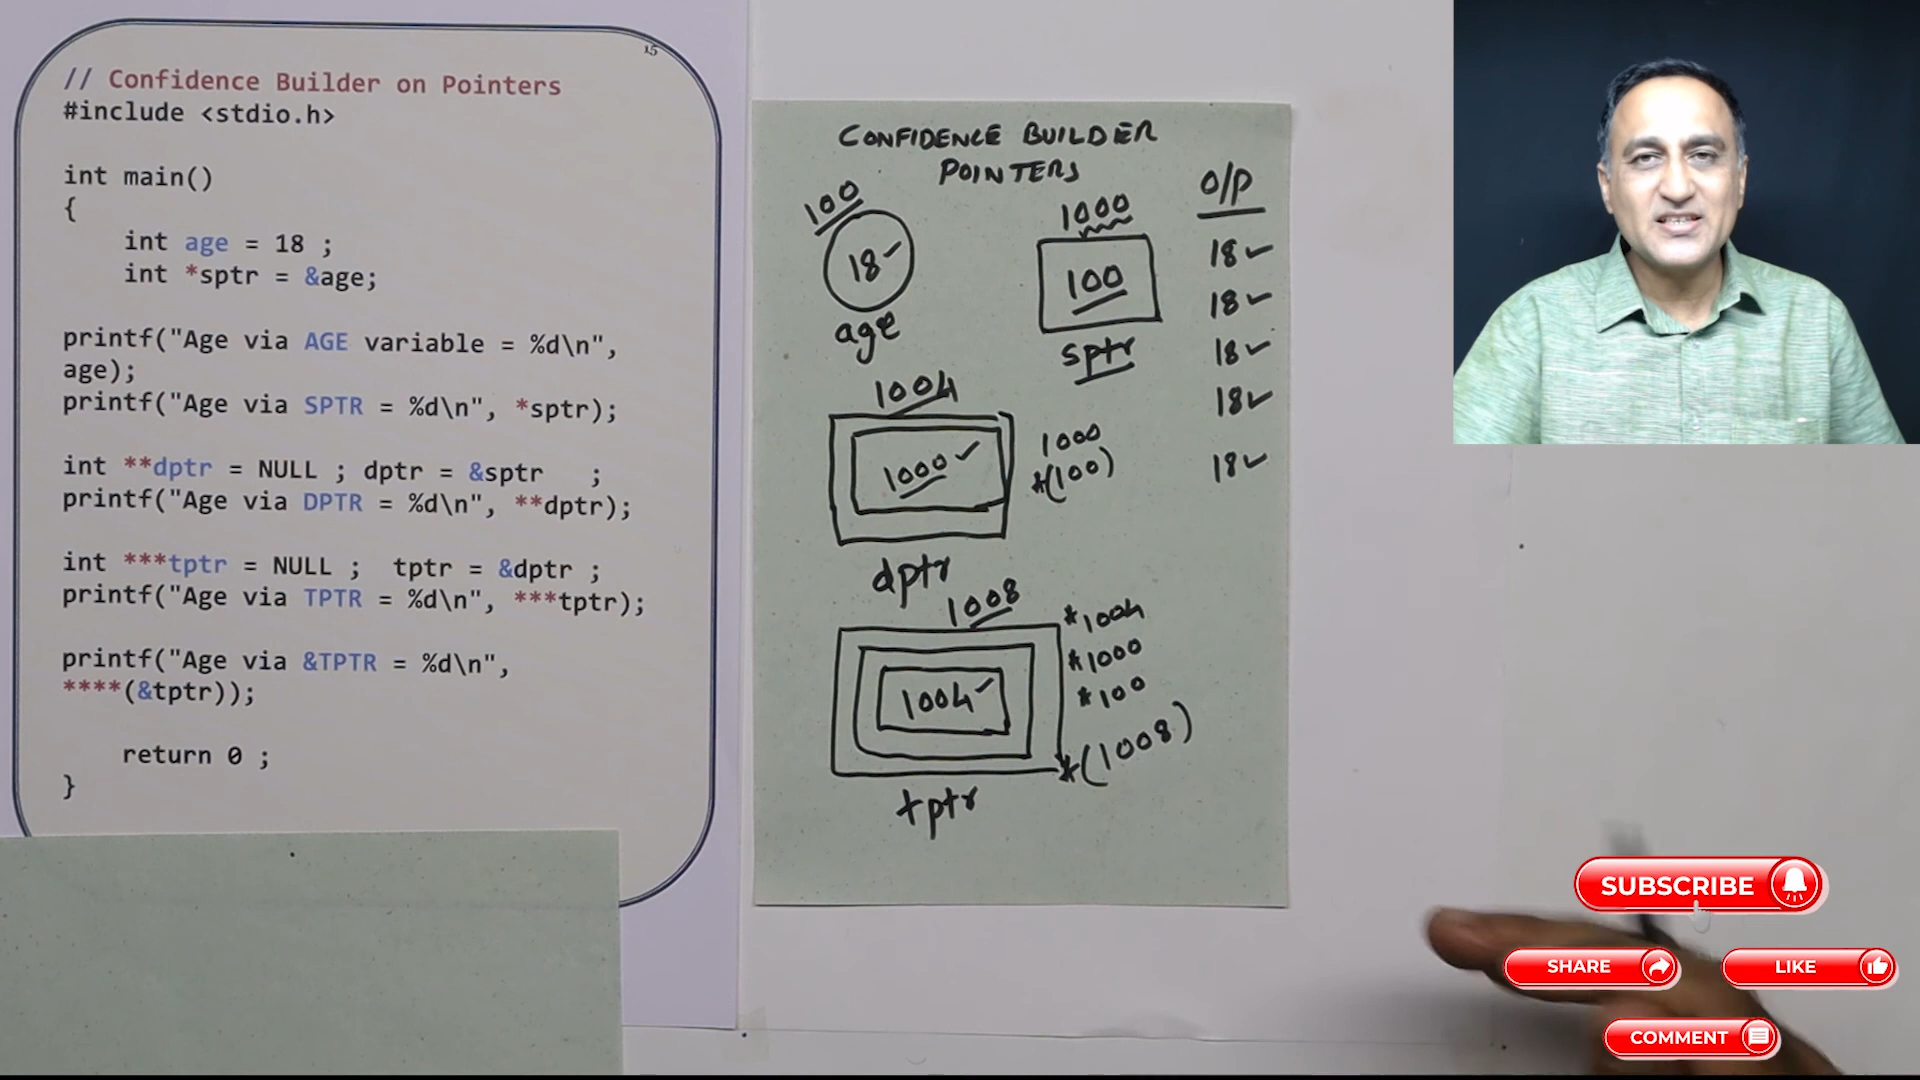 15
// Confidence Builder on Pointers
#include <stdio.h>
int main()
{
int age = 18 ;
int *sptr = &age;
printf("Age via AGE variable = %d\n",
age);
printf("Age via SPTR = %d\n", *sptr);
int **dptr = NULL ; dptr = &sptr ;
printf("Age via DPTR = %d\n", **dptr);
int ***tptr = NULL ; tptr = &dptr ;
printf("Age via TPTR = %d\n", ***tptr);
printf("Age via &TPTR = %d\n",
****(&tptr));
return 0 ;
}
CONFIDENCE BUILDER
POINTERS
100
18
age
1000
100
sptr
O/P
18
18
18
18
18
1004
1000
dptr
1000
*(100)
1008
1004
tptr
*1004
*1000
*100
*(1008)
SUBSCRIBE
SHARE
LIKE
COMMENT